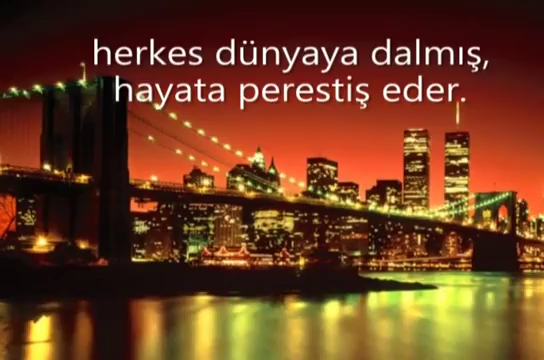 herkes dünyaya dalmış,
hayata perestiş eder.